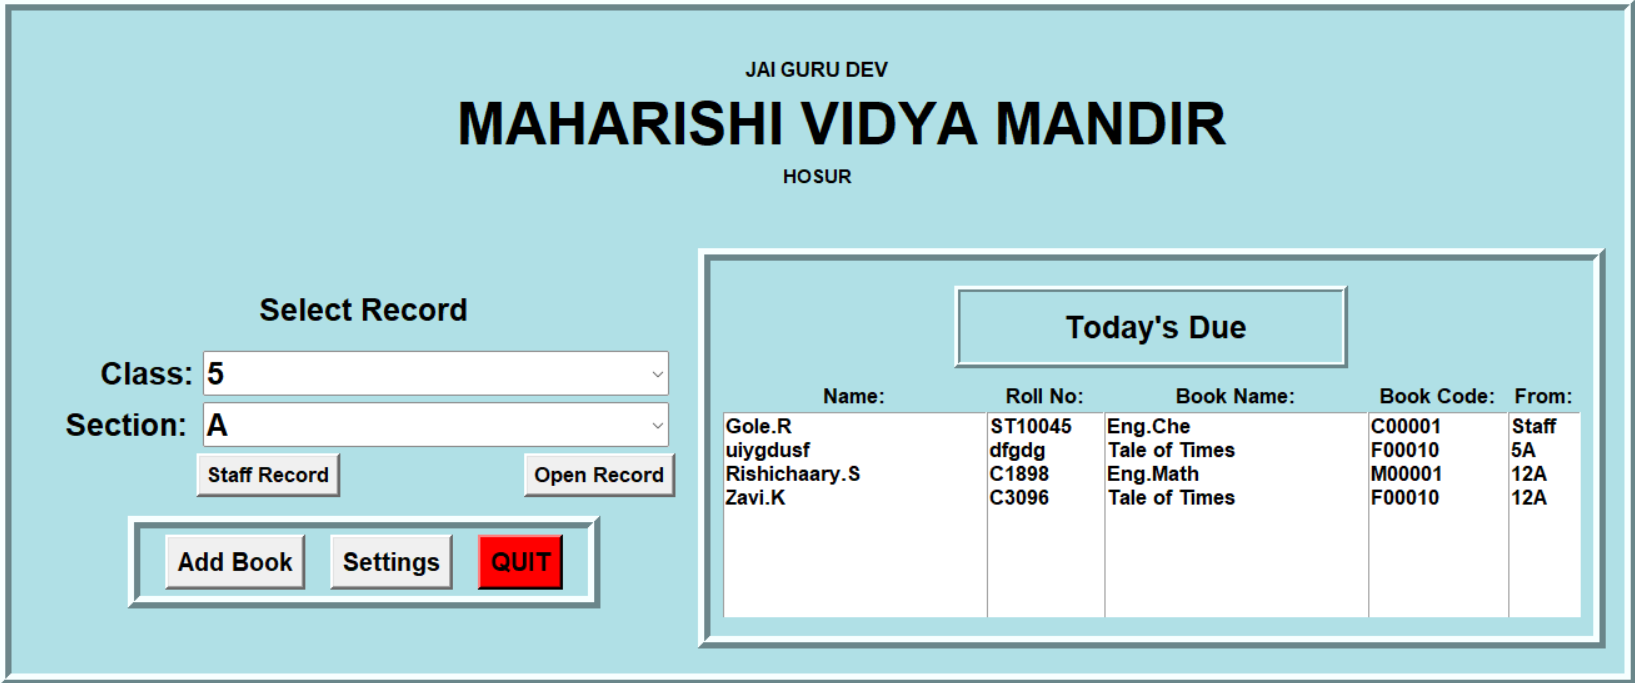 JAI GURU DEV
MAHARISHI VIDYA MANDIR
HOSUR
Select Record
Class: 5
Section: A
Staff Record Open Record
Add Book Settings QUIT
Today's Due
Name: Roll No: Book Name: Book Code: From:
Gole.R ST10045 Eng.Che C00001 Staff
uiygdusf dfgdg Tale of Times F00010 5A
Rishichaary.S C1898 Eng.Math M00001 12A
Zavi.K C3096 Tale of Times F00010 12A